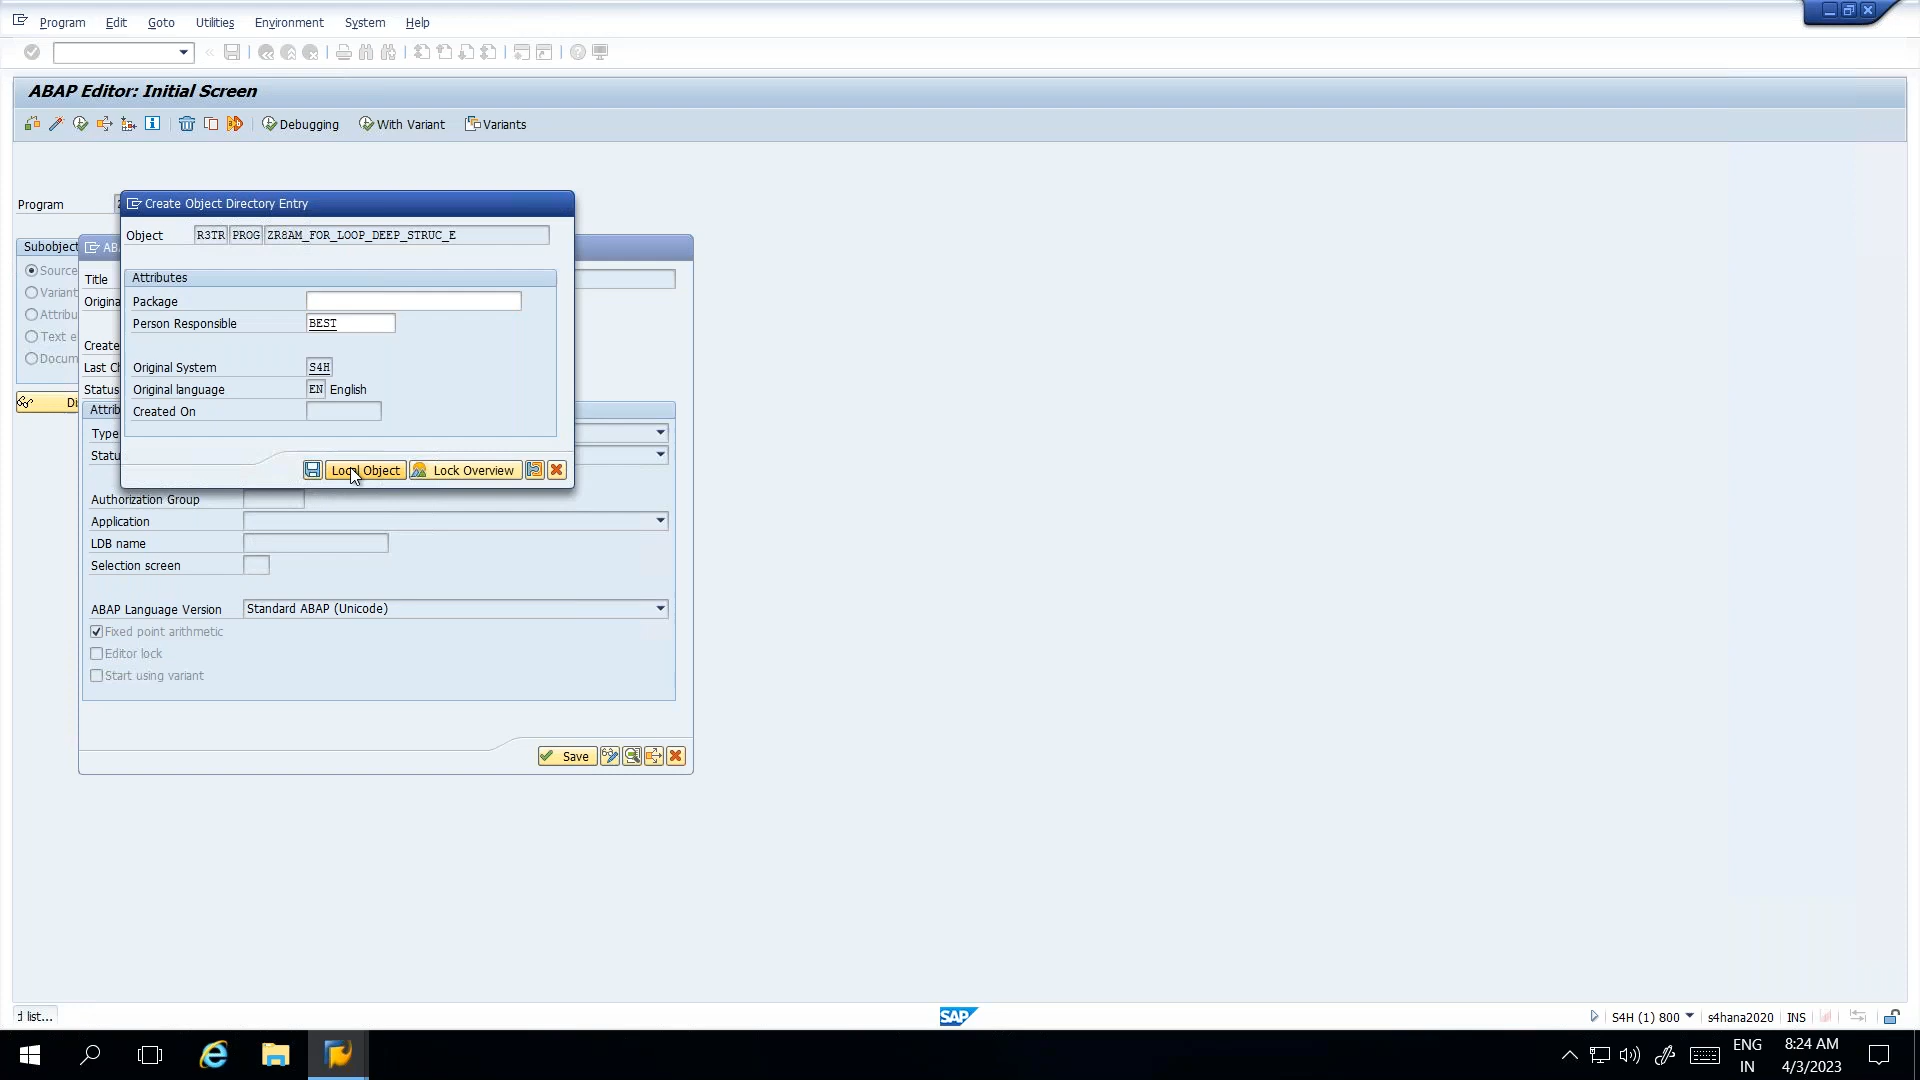 Program Edit Goto Utilities Environment System Help
ABAP Editor: Initial Screen
Debugging With Variant Variants
Program
Create Object Directory Entry
Object R3TR PROG ZR8AM_FOR_LOOP_DEEP_STRUC_E
Subobject
AB
Source
Title
Attributes
Variant
Origina
Package
Attribu
Person Responsible BEST
Text e
Create
Docum
Last Ch
Original System S4H
Status
Original language EN English
Di
Attrib
Created On
Type
Statu
Local Object Lock Overview
Authorization Group
Application
LDB name
Selection screen
ABAP Language Version Standard ABAP (Unicode)
Fixed point arithmetic
Editor lock
Start using variant
Save
d list...
SAP
S4H (1) 800 s4hana2020 INS
ENG
IN
8:24 AM
4/3/2023